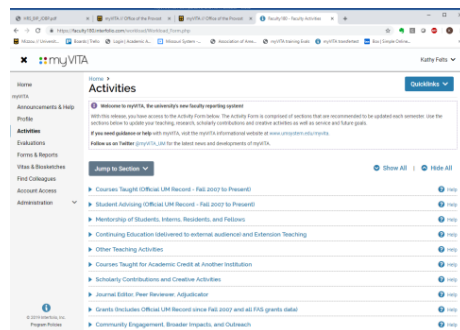 myVITA // Office of the Provost
myVITA // Office of the Provost
Faculty180 - Faculty Activities
myVITA
Kathy Felts
Home
myVITA
Announcements & Help
Profile
Activities
Evaluations
Forms & Reports
Vitas & Biosketches
Find Colleagues
Account Access
Administration
Program Policies
Home >
Activities
Quicklinks
Welcome to myVITA, the university's new faculty reporting system
With this release, you have access to the Activity Form below. The Activity Form is comprised of sections that are recommended to be updated each semester. Use the
sections below to update your teaching, research, scholarly contributions and creative activities as well as service and future goals.
If you need guidance or help with myVITA, visit the myVITA informational website at www.umsystem.edu/myvita.
Follow us on Twitter @myVITA_UM for the latest news and developments of myVITA.
Jump to Section
Show All | Hide All
Courses Taught (Official UM Record - Fall 2007 to Present) Help
Student Advising (Official UM Record - Fall 2007 to Present) Help
Mentorship of Students, Interns, Residents, and Fellows Help
Continuing Education (delivered to external audience) and Extension Teaching Help
Other Teaching Activities Help
Courses Taught for Academic Credit at Another Institution Help
Scholarly Contributions and Creative Activities Help
Journal Editor, Peer Reviewer, Adjudicator Help
Grants (Includes Official UM Record since Fall 2007 and all FAS grants data) Help
Community Engagement, Broader Impacts, and Outreach Help